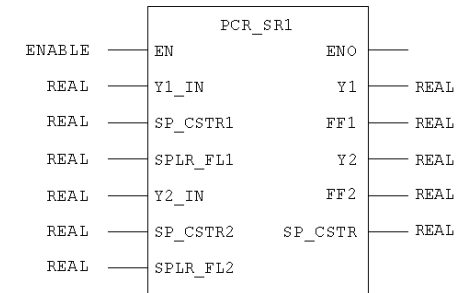 PCR_SR1
ENABLE EN ENO
REAL Y1_IN Y1 REAL
REAL SP_CSTR1 FF1 REAL
REAL SPLR_FL1 Y2 REAL
REAL Y2_IN FF2 REAL
REAL SP_CSTR2 SP_CSTR REAL
REAL SPLR_FL2